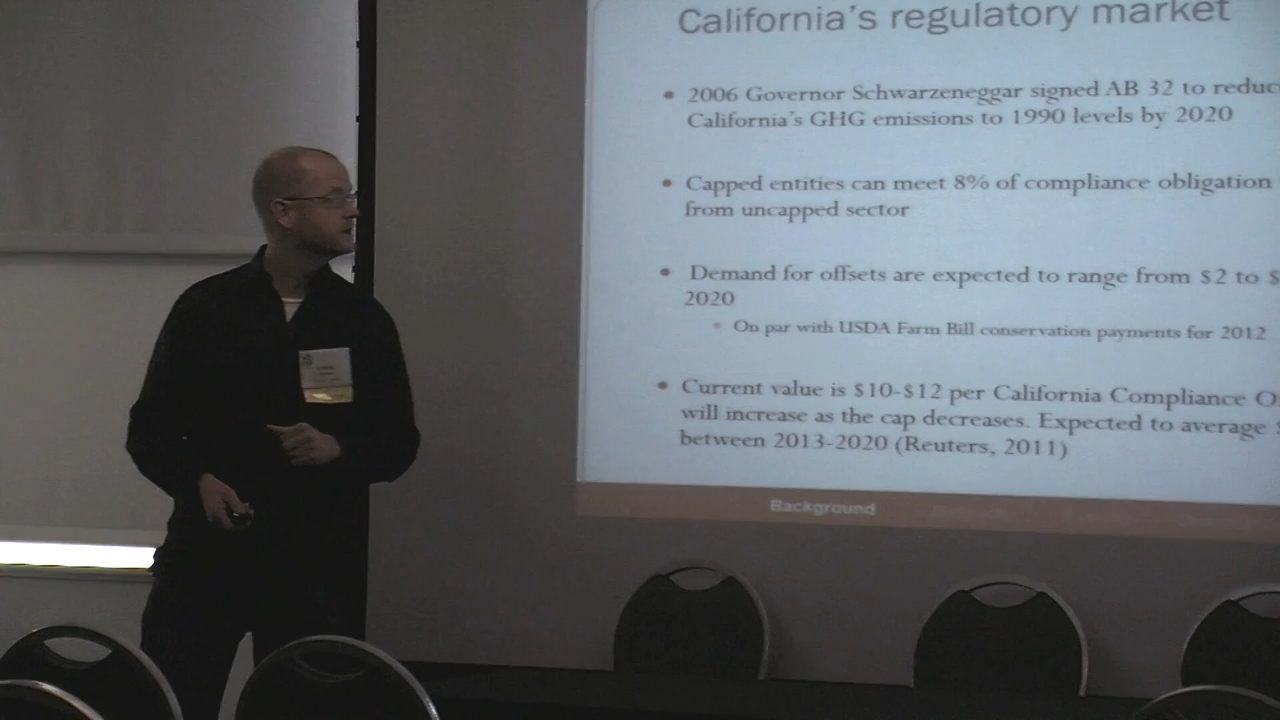 California's regulatory market
2006 Governor Schwarzeneggar signed AB 32 to reduc
California's GHG emissions to 1990 levels by 2020
Capped entities can meet 8% of compliance obligation
from uncapped sector
Demand for offsets are expected to range from $2 to $
2020
On par with USDA Farm Bill conservation payments for 2012
Current value is $10-$12 per California Compliance O
will increase as the cap decreases. Expected to average $
between 2013-2020 (Reuters, 2011)
Background